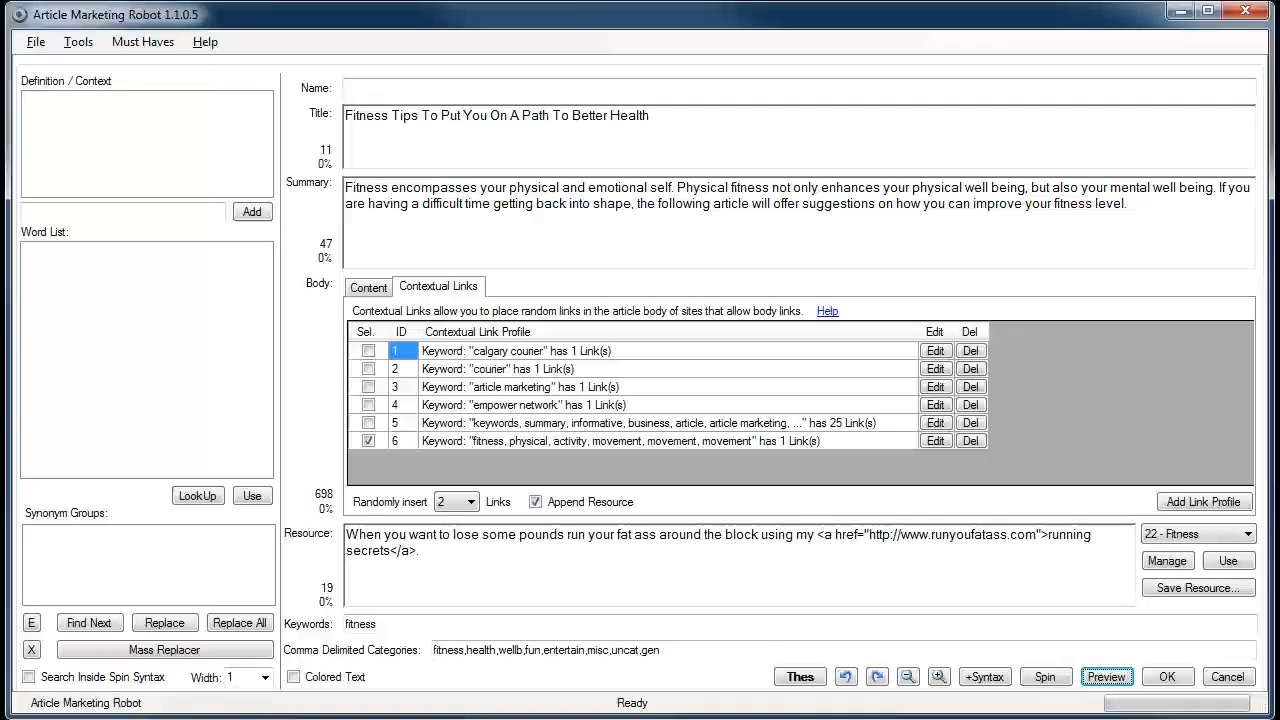 Article Marketing Robot 1.1.0.5
File Tools Must Haves Help
Definition / Context
Add
Word List:
LookUp Use
Synonym Groups:
E Find Next Replace Replace All
X Mass Replacer
Search Inside Spin Syntax Width: 1
Name:
Title:
Fitness Tips To Put You On A Path To Better Health
11
0%
Summary:
Fitness encompasses your physical and emotional self. Physical fitness not only enhances your physical well being, but also your mental well being. If you
are having a difficult time getting back into shape, the following article will offer suggestions on how you can improve your fitness level.
47
0%
Body:
Content Contextual Links
Contextual Links allow you to place random links in the article body of sites that allow body links. Help
Sel. ID Contextual Link Profile Edit Del
1 Keyword: "calgary courier" has 1 Link(s) Edit Del
2 Keyword: "courier" has 1 Link(s) Edit Del
3 Keyword: "article marketing" has 1 Link(s) Edit Del
4 Keyword: "empower network" has 1 Link(s) Edit Del
5 Keyword: "keywords, summary, informative, business, article, article marketing, ..." has 25 Link(s) Edit Del
6 Keyword: "fitness, physical, activity, movement, movement, movement" has 1 Link(s) Edit Del
698
0%
Randomly insert 2 Links Append Resource Add Link Profile
Resource:
When you want to lose some pounds run your fat ass around the block using my <a href="http://www.runyoufatass.com">running
secrets</a>.
19
0%
22 - Fitness
Manage Use
Save Resource...
Keywords: fitness
Comma Delimited Categories: fitness,health,wellb,fun,entertain,misc,uncat,gen
Colored Text Thes +Syntax Spin Preview OK Cancel
Article Marketing Robot Ready